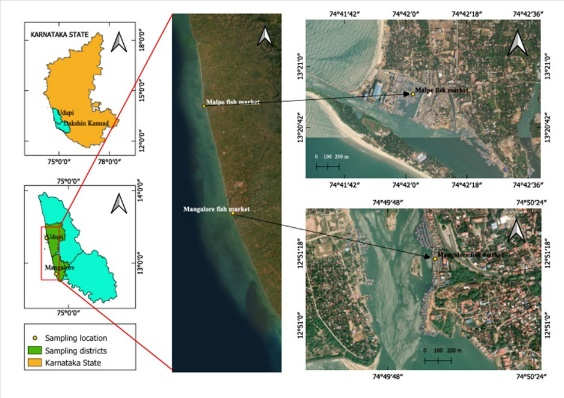 KARNATAKA STATE
Udupi
Dakshin Kannad
18°0'0"
15°0'0"
12°0'0"
75°0'0"
78°0'0"
75°0'0"
14°0'0"
13°0'0"
Udupi
Mangalore
75°0'0"
Sampling location
Sampling districts
Karnataka State
Malpe fish market
Mangalore fish market
74°41'42" 74°42'0" 74°42'18" 74°42'36"
13°21'0"
13°20'42"
Malpe fish market
0 100 200 m
74°41'42" 74°42'0" 74°42'18" 74°42'36"
74°49'48" 74°50'24"
12°51'18"
12°51'0"
Mangalore fish market
0 100 200 m
74°49'48" 74°50'24"